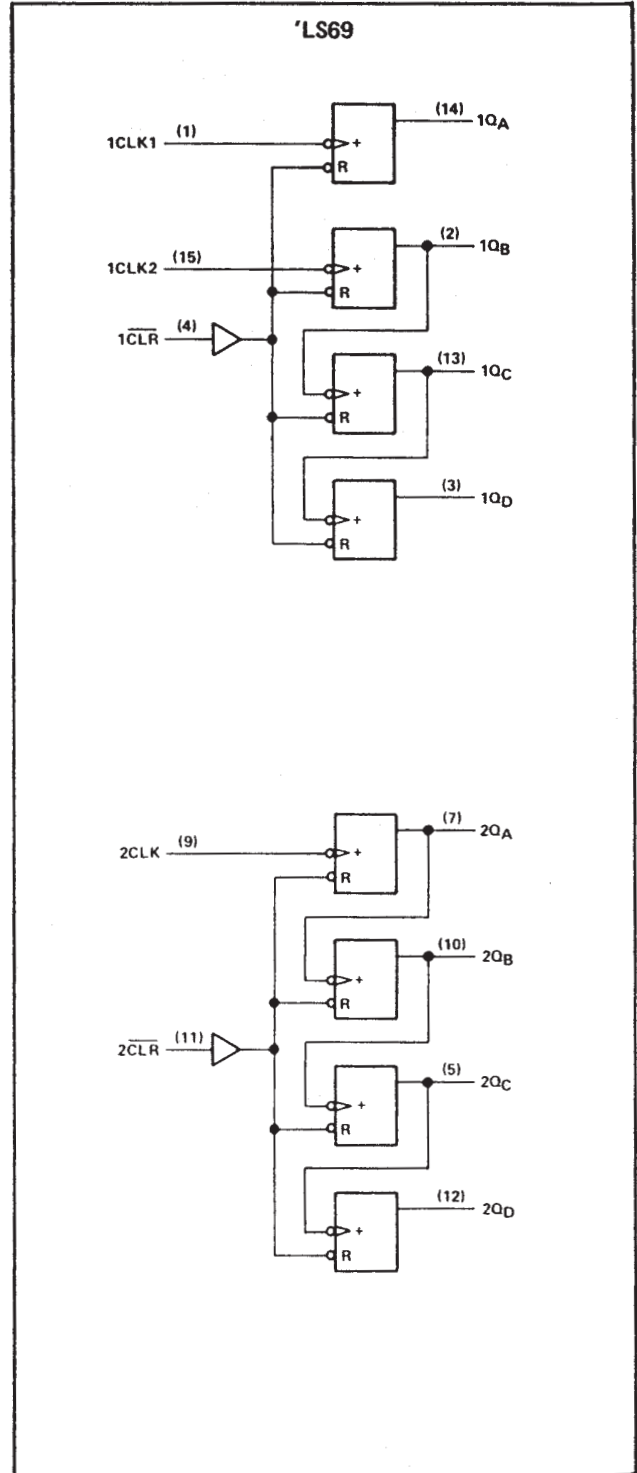 'LS69
(14) 1QA
1CLK1 (1) +
R
(2) 1QB
1CLK2 (15) +
R
1CLR (4)
(13) 1QC
+
R
(3) 1QD
+
R
(7) 2QA
2CLK (9) +
R
(10) 2QB
+
R
2CLR (11)
(5) 2QC
+
R
(12) 2QD
+
R